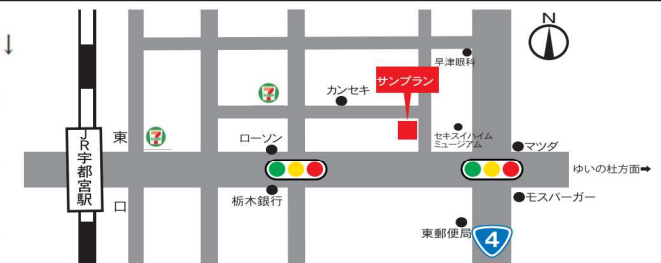 ↓
N
早津眼科
サンプラン
カンセキ
7
7
東
ローソン
セキスイハイム
ミュージアム
マツダ
JR宇都宮駅
ゆいの杜方面➡
口
栃木銀行
モスバーガー
東郵便局
4